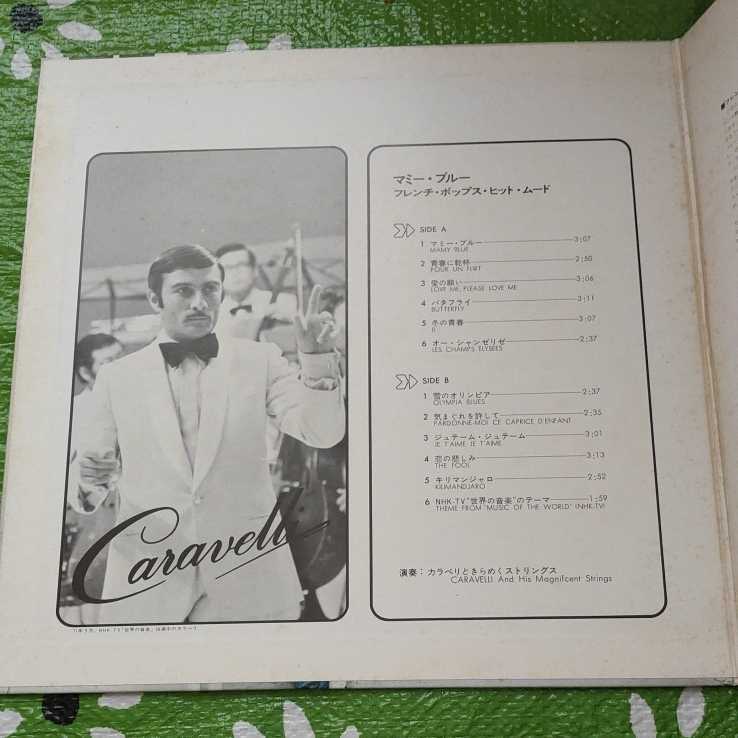 マミー・ブルー
フレンチ・ポップス・ヒット・ムード
SIDE A
1 マミー・ブルー 3:07
MAMY BLUE
2 青春に乾杯 2:50
POUR UN FLIRT
3 愛の願い 3:06
LOVE ME, PLEASE LOVE ME
4 バタフライ 3:11
BUTTERFLY
5 冬の青春 3:07
6 オー・シャンゼリゼ 2:37
LES CHAMPS ELYSEES
SIDE B
1 雪のオリンピア 2:37
OLYMPIA BLUES
2 気まぐれを許して 2:35
PARDONNE-MOI CE CAPRICE D'ENFANT
3 ジュテーム・ジュテーム 3:01
JE T'AIME JE T'AIME
4 恋の悲しみ 3:13
THE FOOL
5 キリマンジャロ 2:52
KILIMANDJARO
6 NHK-TV"世界の音楽"のテーマ 1:59
THEME FROM "MUSIC OF THE WORLD" (NHK-TV)
演奏：カラベリときらめくストリングス
CARAVELLI And His Magnificent Strings
Caravelli
NHK-TV"世界の音楽"